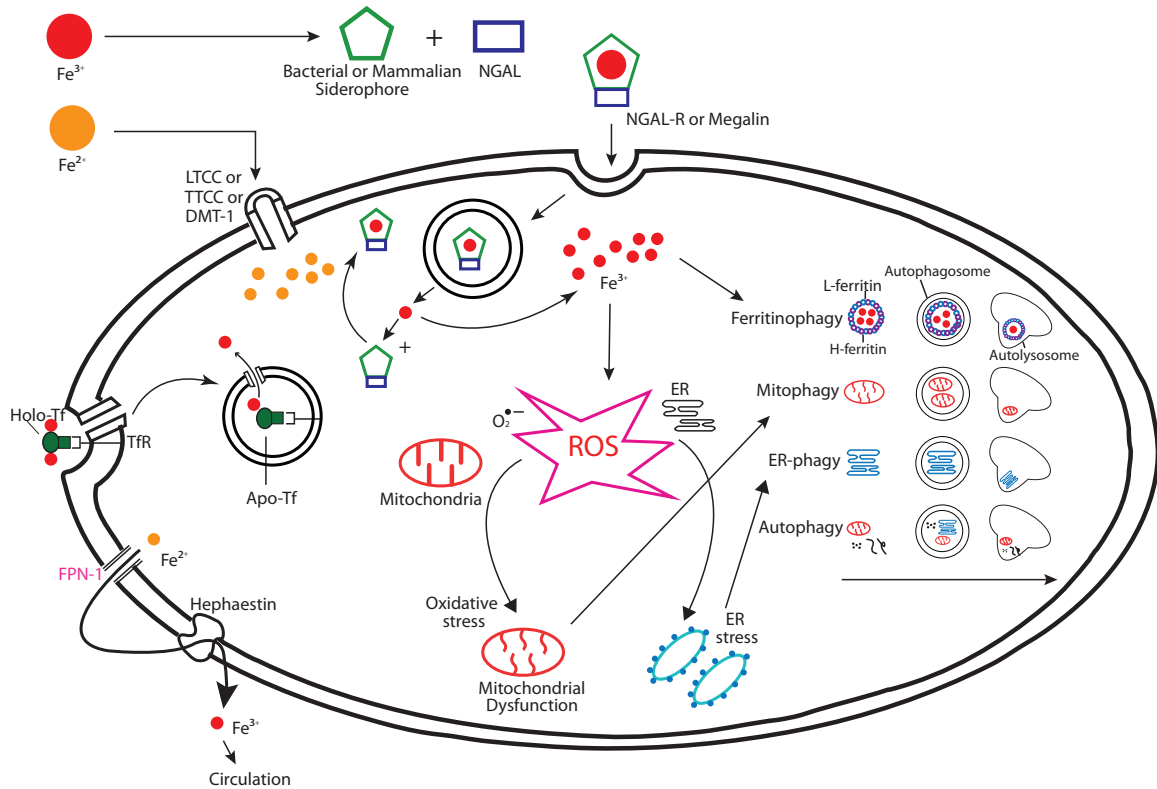 Fe³⁺
Bacterial or Mammalian
Siderophore
+
NGAL
NGAL-R or Megalin
Fe²⁺
LTCC or
TTCC or
DMT-1
Fe³⁺
+
L-ferritin
Autophagosome
Ferritinophagy
H-ferritin
Autolysosome
Mitophagy
ER
O₂•−
ROS
Holo-Tf
TfR
Apo-Tf
Mitochondria
ER-phagy
Autophagy
Fe²⁺
FPN-1
Hephaestin
Oxidative
stress
ER
stress
Mitochondrial
Dysfunction
Fe³⁺
Circulation